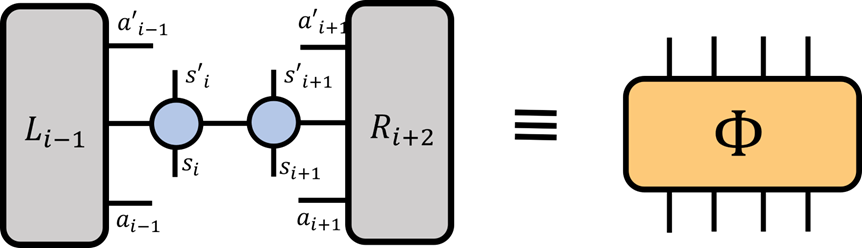 a′i−1
a′i+1
s′i
s′i+1
Li−1
Ri+2
≡
Φ
si
si+1
ai−1
ai+1